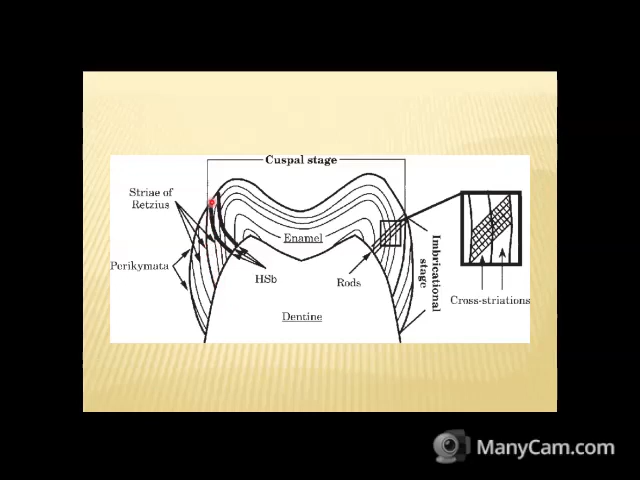 Cuspal stage
Striae of
Retzius
Enamel
Imbricational
stage
Perikymata
HSb
Rods
Cross-striations
Dentine
ManyCam.com